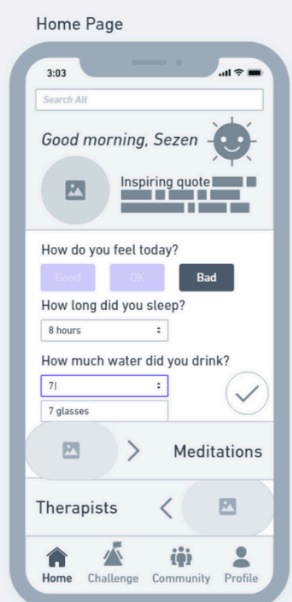 Home Page
3:03
Search All
Good morning, Sezen
Inspiring quote
How do you feel today?
Good OK Bad
How long did you sleep?
8 hours
How much water did you drink?
7
7 glasses
Meditations
Therapists
Home Challenge Community Profile